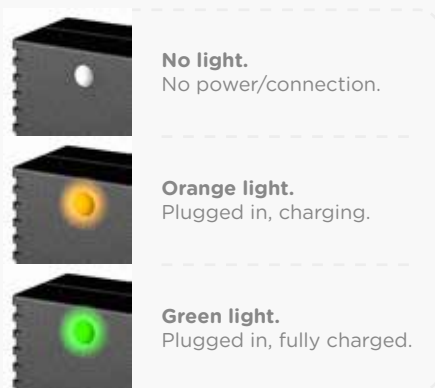 No light.
No power/connection.
Orange light.
Plugged in, charging.
Green light.
Plugged in, fully charged.